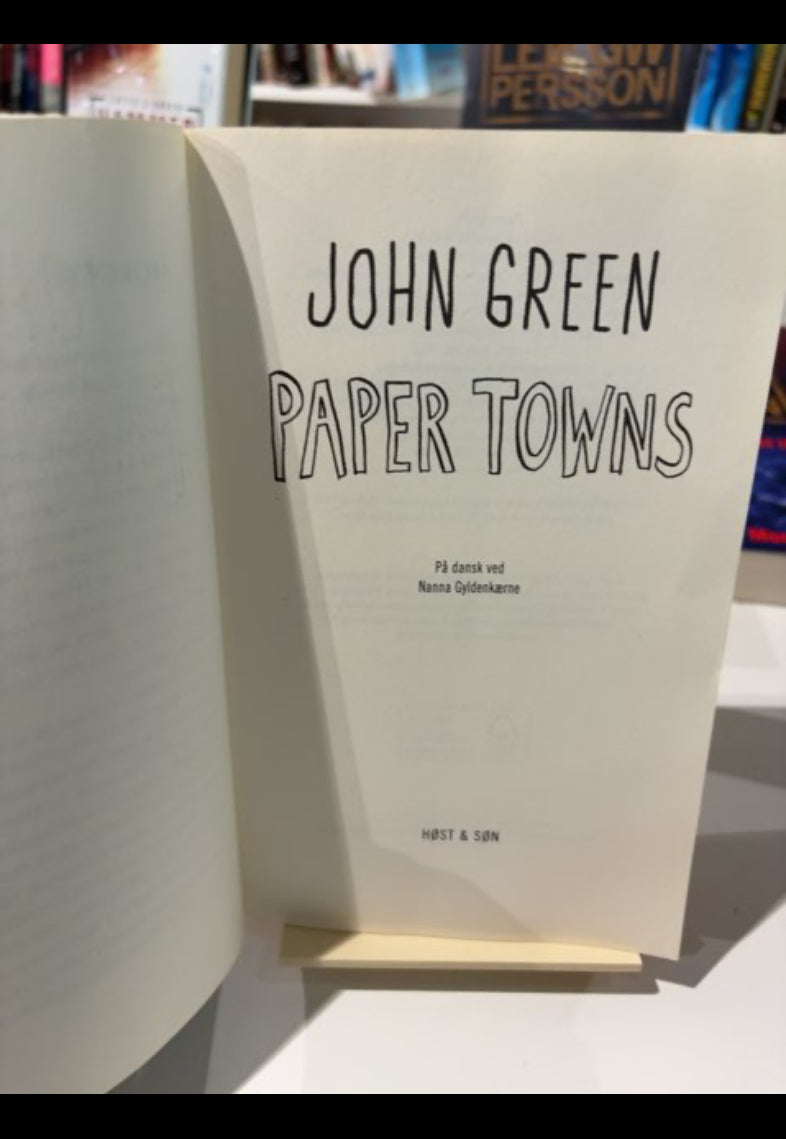 PERSSON
JOHN GREEN
PAPER TOWNS
På dansk ved
Nanna Gyldenkærne
HØST & SØN